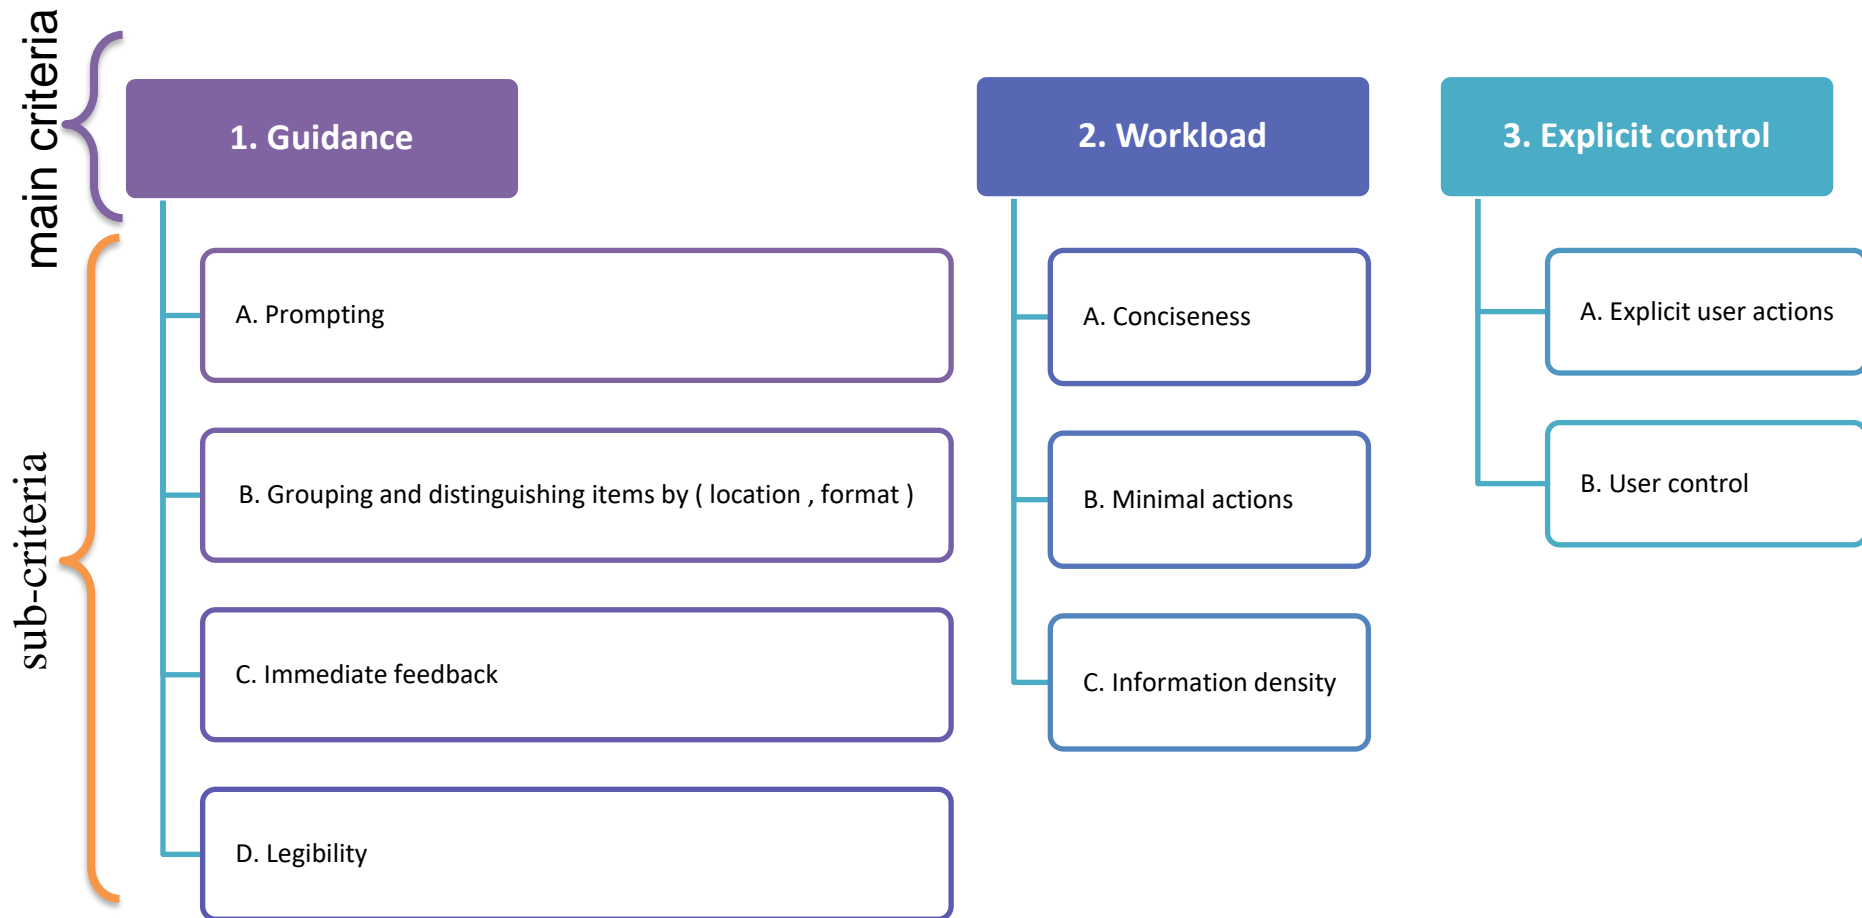 main criteria
sub-criteria
1. Guidance
A. Prompting
B. Grouping and distinguishing items by ( location , format )
C. Immediate feedback
D. Legibility
2. Workload
A. Conciseness
B. Minimal actions
C. Information density
3. Explicit control
A. Explicit user actions
B. User control